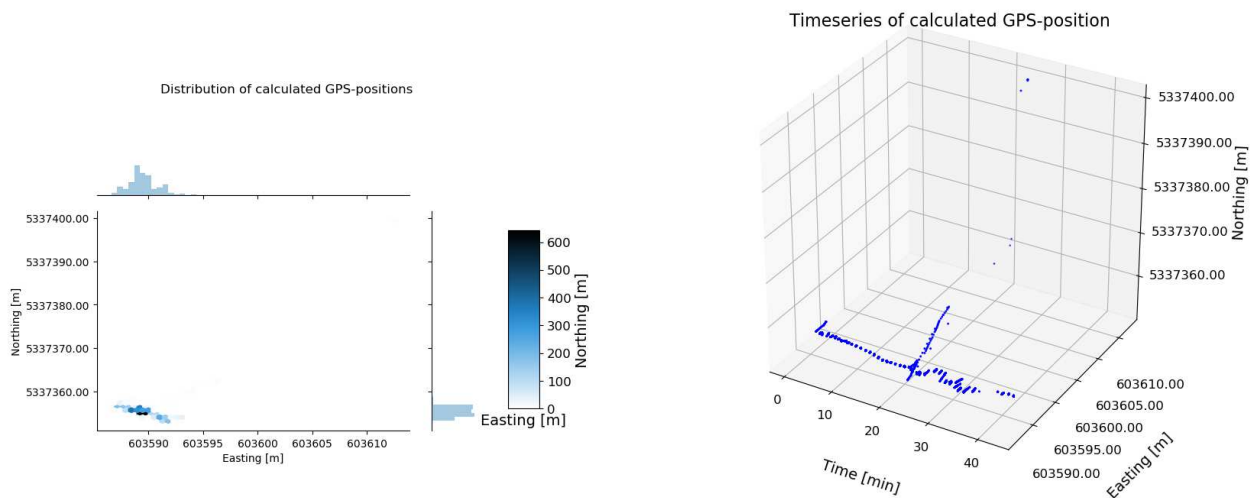 Distribution of calculated GPS-positions
5337400.00
5337390.00
5337380.00
5337370.00
5337360.00
Northing [m]
603590 603595 603600 603605 603610
Easting [m]
600
500
400
300
200
100
0
Northing [m]
Easting [m]
Timeseries of calculated GPS-position
5337400.00
5337390.00
5337380.00
5337370.00
5337360.00
Northing [m]
0
10
20
30
40
Time [min]
603610.00
603605.00
603600.00
603595.00
603590.00
Easting [m]